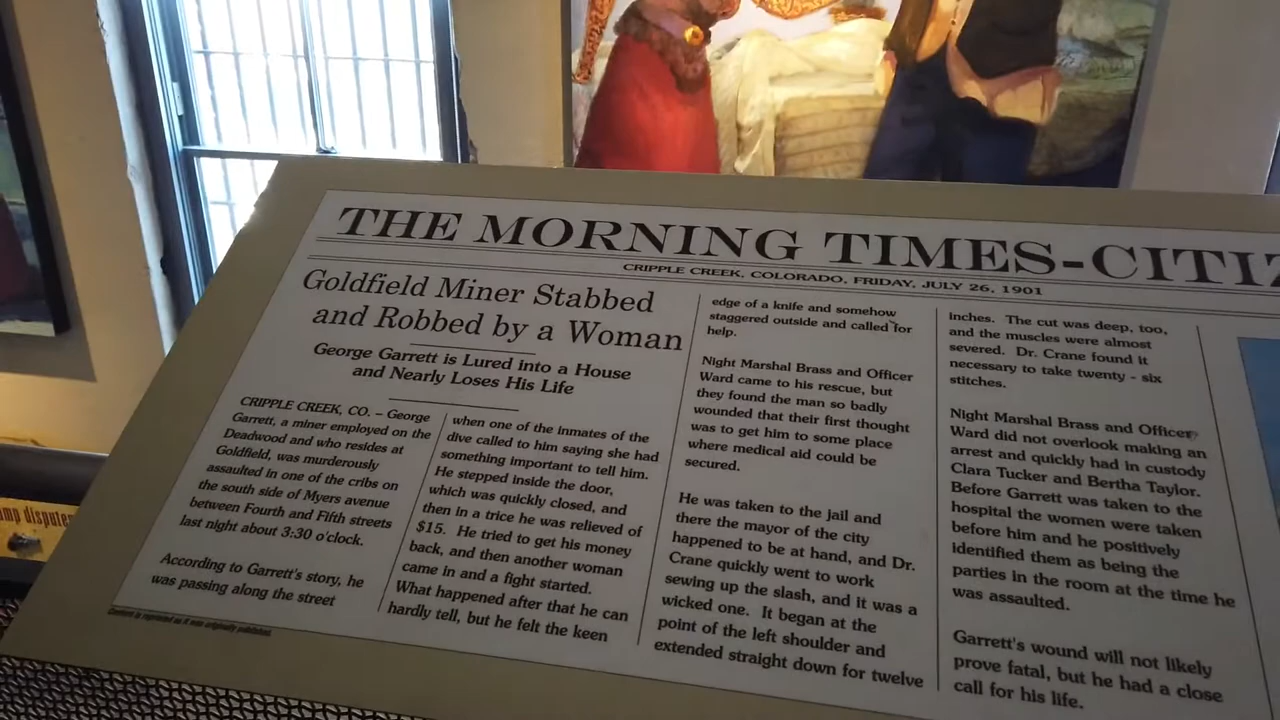 THE MORNING TIMES-CITIZ
CRIPPLE CREEK, COLORADO, FRIDAY, JULY 26, 1901
Goldfield Miner Stabbed
and Robbed by a Woman
George Garrett is Lured into a House
and Nearly Loses His Life
CRIPPLE CREEK, CO. – George
Garrett, a miner employed on the
Deadwood and who resides at
Goldfield, was murderously
assaulted in one of the cribs on
the south side of Myers avenue
between Fourth and Fifth streets
last night about 3:30 o'clock.
According to Garrett's story, he
was passing along the street
when one of the inmates of the
dive called to him saying she had
something important to tell him.
He stepped inside the door,
which was quickly closed, and
then in a trice he was relieved of
$15. He tried to get his money
back, and then another woman
came in and a fight started.
What happened after that he can
hardly tell, but he felt the keen
edge of a knife and somehow
staggered outside and called for
help.
Night Marshal Brass and Officer
Ward came to his rescue, but
they found the man so badly
wounded that their first thought
was to get him to some place
where medical aid could be
secured.
He was taken to the jail and
there the mayor of the city
happened to be at hand, and Dr.
Crane quickly went to work
sewing up the slash, and it was a
wicked one. It began at the
point of the left shoulder and
extended straight down for twelve
inches. The cut was deep, too,
and the muscles were almost
severed. Dr. Crane found it
necessary to take twenty - six
stitches.
Night Marshal Brass and Officer
Ward did not overlook making an
arrest and quickly had in custody
Clara Tucker and Bertha Taylor.
Before Garrett was taken to the
hospital the women were taken
before him and he positively
identified them as being the
parties in the room at the time he
was assaulted.
Garrett's wound will not likely
prove fatal, but he had a close
call for his life.
Content is reprinted as it was originally published.
amp disputes